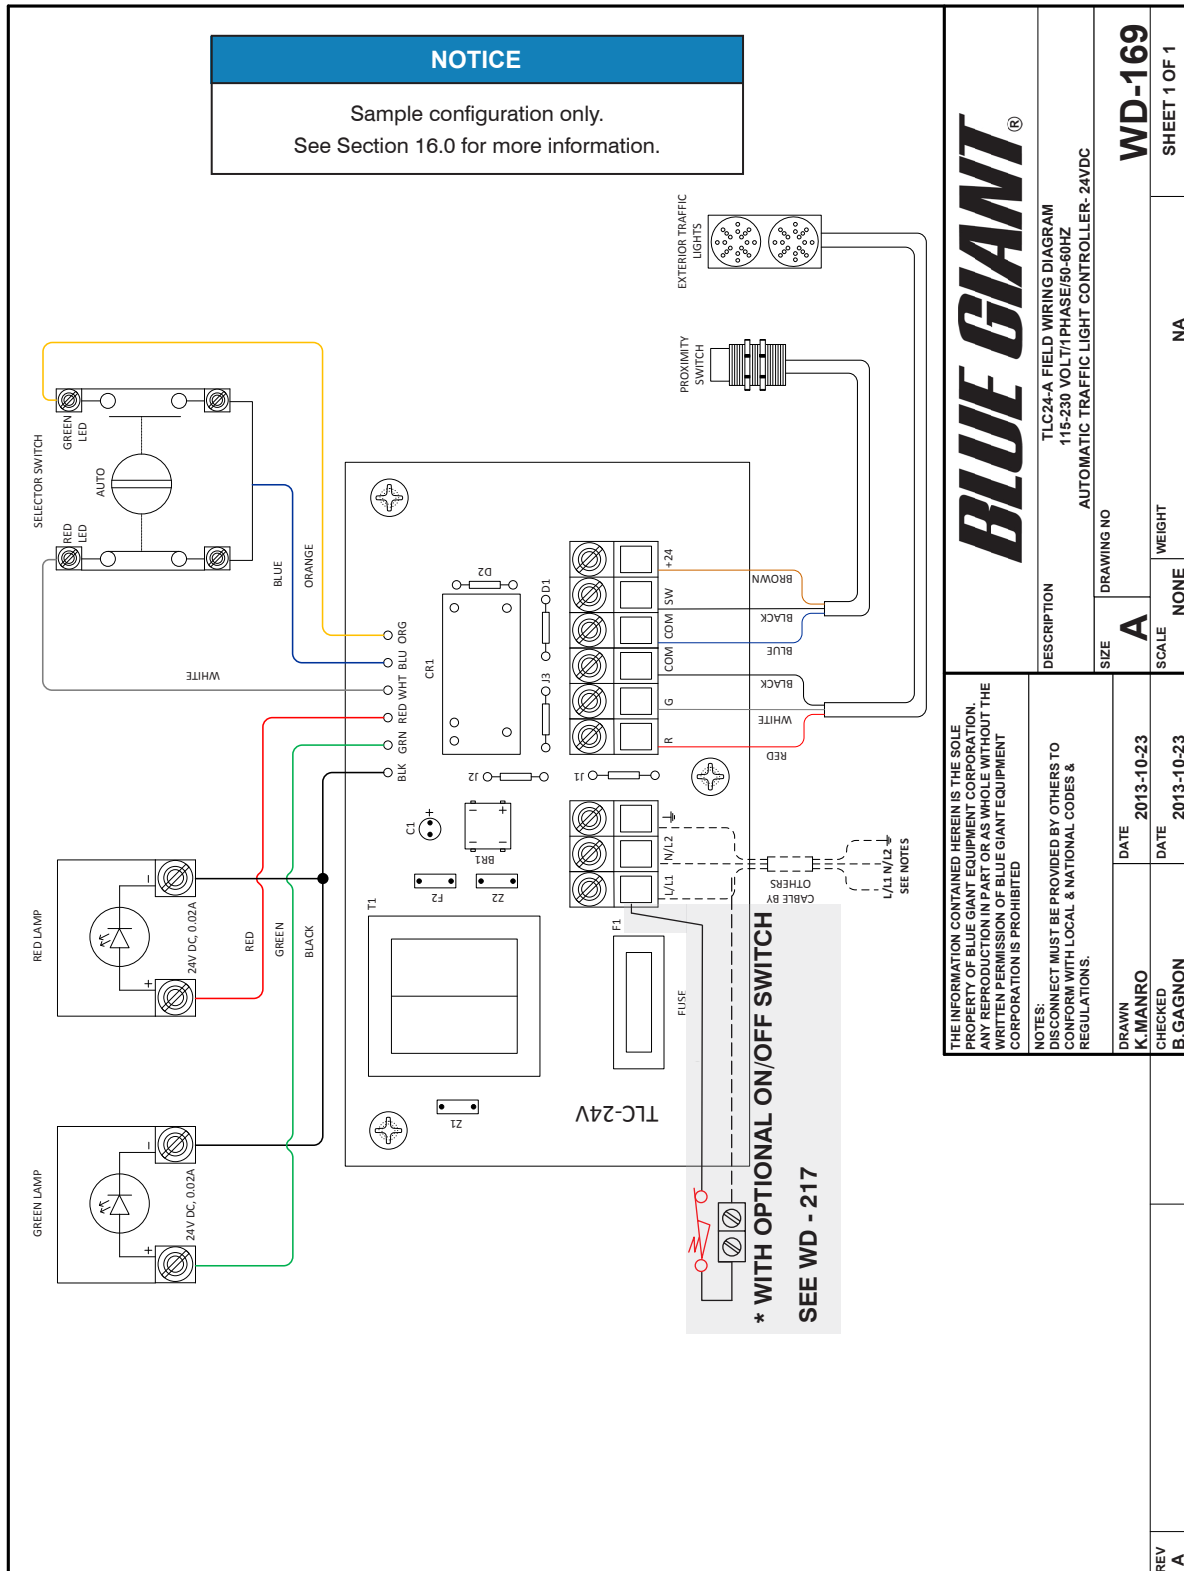 NOTICE
Sample configuration only.
See Section 16.0 for more information.
SELECTOR SWITCH
RED
LED
AUTO
GREEN
LED
BLUE
ORANGE
WHITE
RED LAMP
24V DC, 0.02A
+
−
RED
GREEN
BLACK
GREEN LAMP
24V DC, 0.02A
+
−
BLK
GRN
RED
WHT
BLU
ORG
EXTERIOR TRAFFIC
LIGHTS
PROXIMITY
SWITCH
T1
Z1
F2
Z2
C1
+
BR1
−
−
−
+
J2
J1
J3
D1
D2
CR1
F1
FUSE
TLC-24V
L/L1
N/L2
R
G
COM
COM
SW
+24
RED
WHITE
BLACK
BLUE
BLACK
BROWN
CABLE BY
OTHERS
L/L1 N/L2
SEE NOTES
* WITH OPTIONAL ON/OFF SWITCH
SEE WD - 217
BLUE GIANT ®
DESCRIPTION
TLC24-A FIELD WIRING DIAGRAM
115-230 VOLT/1PHASE/50-60HZ
AUTOMATIC TRAFFIC LIGHT CONTROLLER- 24VDC
SIZE
A
DRAWING NO
WD-169
SCALE
NONE
WEIGHT
NA
SHEET 1 OF 1
THE INFORMATION CONTAINED HEREIN IS THE SOLE
PROPERTY OF BLUE GIANT EQUIPMENT CORPORATION.
ANY REPRODUCTION IN PART OR AS WHOLE WITHOUT THE
WRITTEN PERMISSION OF BLUE GIANT EQUIPMENT
CORPORATION IS PROHIBITED
NOTES:
DISCONNECT MUST BE PROVIDED BY OTHERS TO
CONFORM WITH LOCAL & NATIONAL CODES &
REGULATIONS.
DRAWN
K.MANRO
DATE
2013-10-23
CHECKED
B.GAGNON
DATE
2013-10-23
REV
A